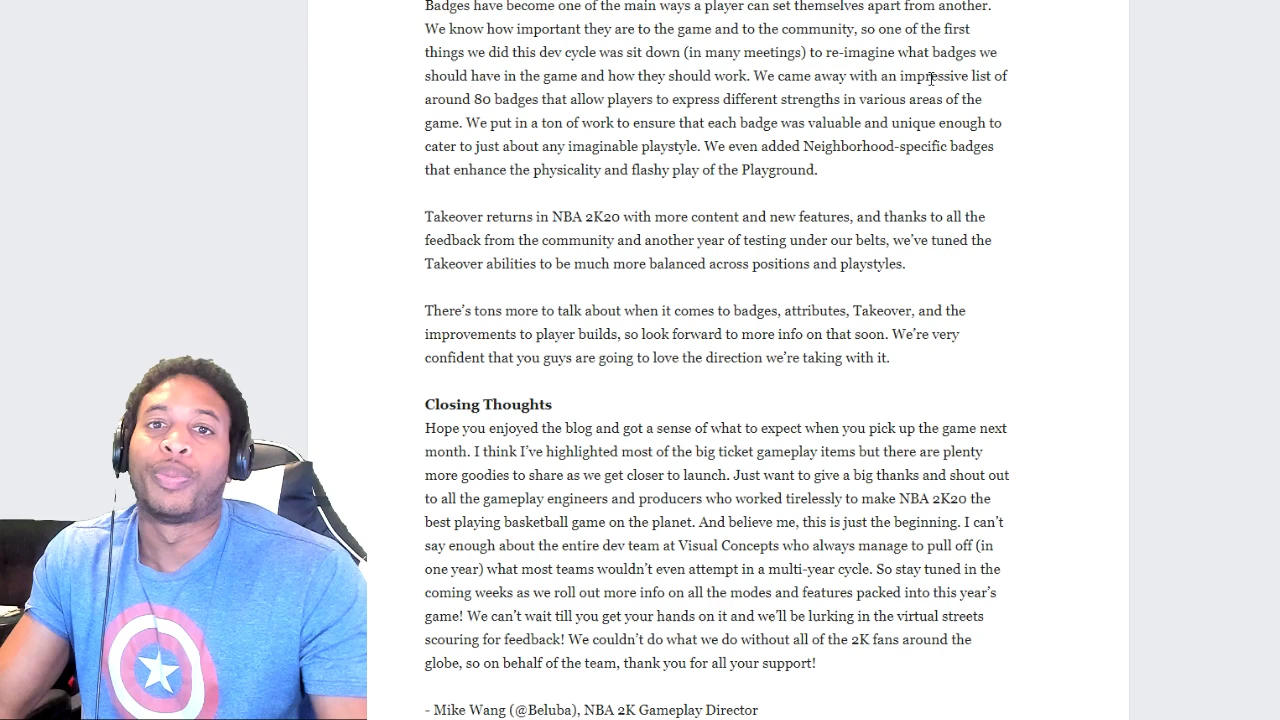 Badges have become one of the main ways a player can set themselves apart from another.
We know how important they are to the game and to the community, so one of the first
things we did this dev cycle was sit down (in many meetings) to re-imagine what badges we
should have in the game and how they should work. We came away with an impressive list of
around 80 badges that allow players to express different strengths in various areas of the
game. We put in a ton of work to ensure that each badge was valuable and unique enough to
cater to just about any imaginable playstyle. We even added Neighborhood-specific badges
that enhance the physicality and flashy play of the Playground.
Takeover returns in NBA 2K20 with more content and new features, and thanks to all the
feedback from the community and another year of testing under our belts, we’ve tuned the
Takeover abilities to be much more balanced across positions and playstyles.
There’s tons more to talk about when it comes to badges, attributes, Takeover, and the
improvements to player builds, so look forward to more info on that soon. We’re very
confident that you guys are going to love the direction we’re taking with it.
Closing Thoughts
Hope you enjoyed the blog and got a sense of what to expect when you pick up the game next
month. I think I’ve highlighted most of the big ticket gameplay items but there are plenty
more goodies to share as we get closer to launch. Just want to give a big thanks and shout out
to all the gameplay engineers and producers who worked tirelessly to make NBA 2K20 the
best playing basketball game on the planet. And believe me, this is just the beginning. I can’t
say enough about the entire dev team at Visual Concepts who always manage to pull off (in
one year) what most teams wouldn’t even attempt in a multi-year cycle. So stay tuned in the
coming weeks as we roll out more info on all the modes and features packed into this year’s
game! We can’t wait till you get your hands on it and we’ll be lurking in the virtual streets
scouring for feedback! We couldn’t do what we do without all of the 2K fans around the
globe, so on behalf of the team, thank you for all your support!
- Mike Wang (@Beluba), NBA 2K Gameplay Director